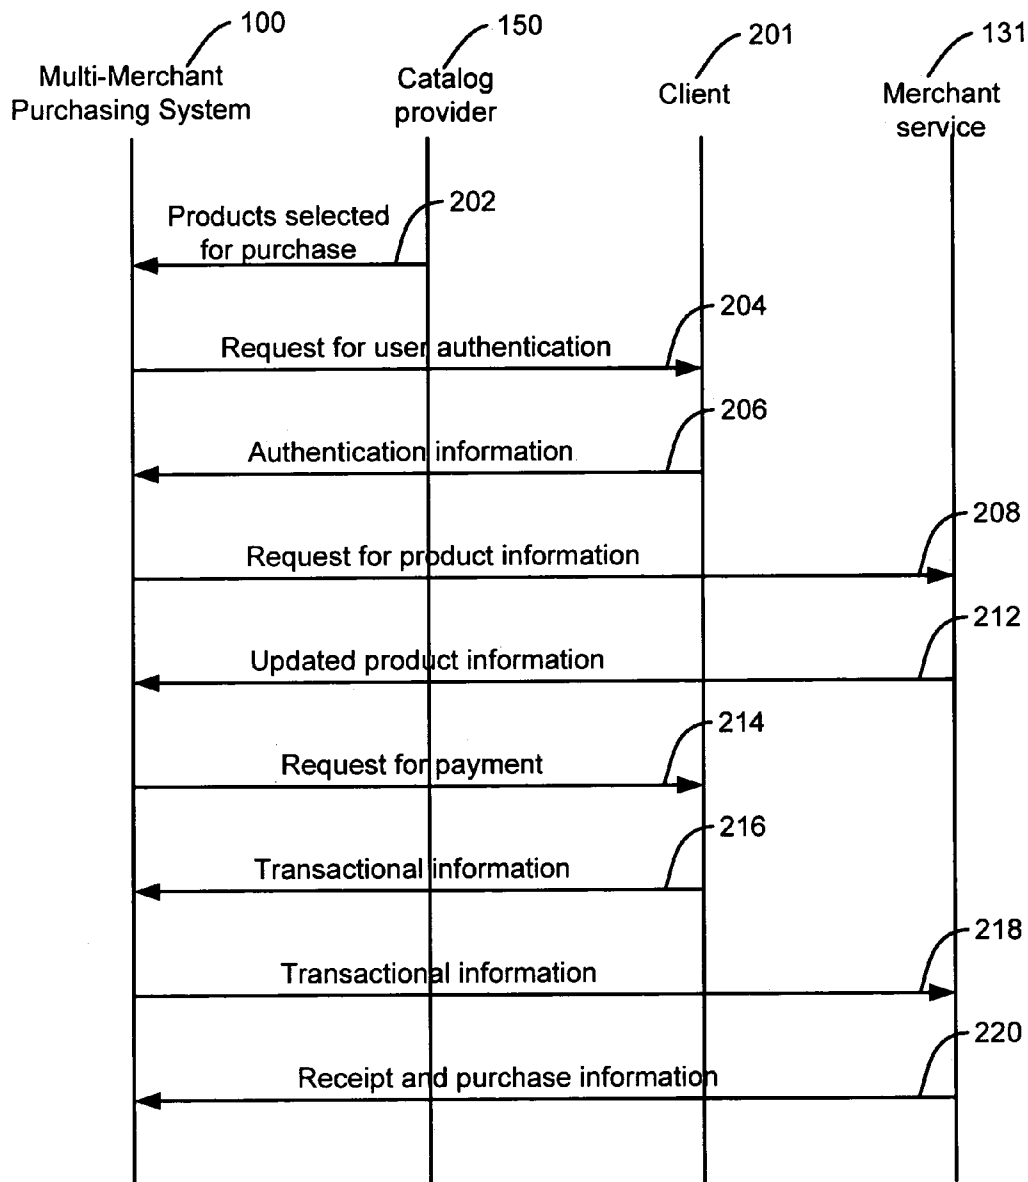 100
150
201
131
Multi-Merchant
Purchasing System
Catalog
provider
Client
Merchant
service
202
Products selected
for purchase
204
Request for user authentication
206
Authentication information
208
Request for product information
212
Updated product information
214
Request for payment
216
Transactional information
218
Transactional information
220
Receipt and purchase information